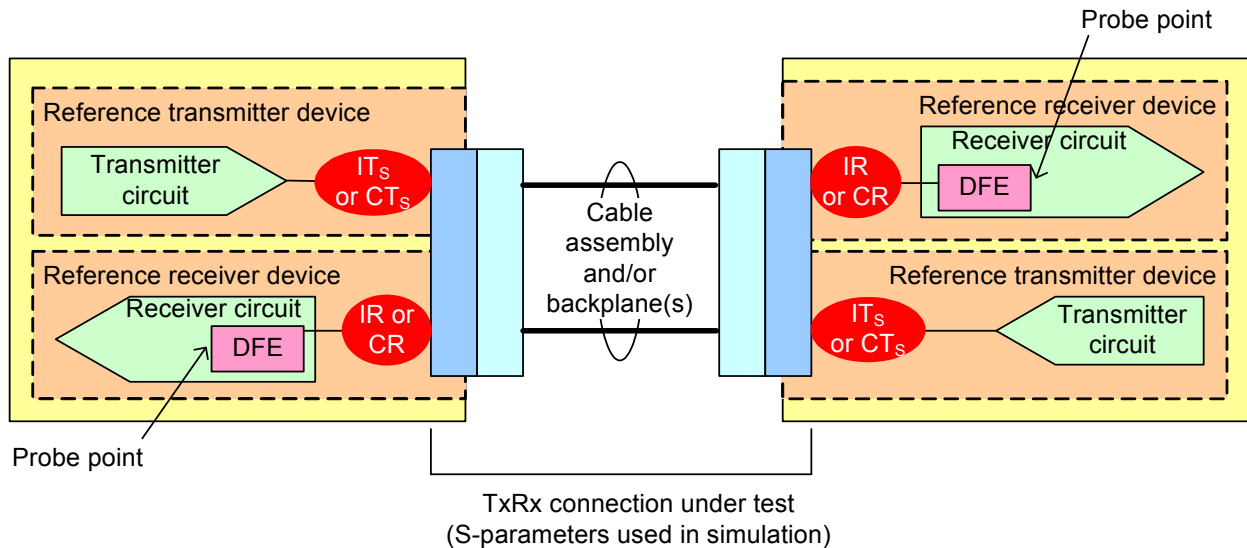 Probe point
Reference transmitter device
Transmitter
circuit
ITS
or CTS
Reference receiver device
Receiver circuit
DFE
IR or
CR
Probe point
Cable
assembly
and/or
backplane(s)
Reference receiver device
Receiver circuit
IR
or CR
DFE
Reference transmitter device
ITS
or CTS
Transmitter
circuit
TxRx connection under test
(S-parameters used in simulation)